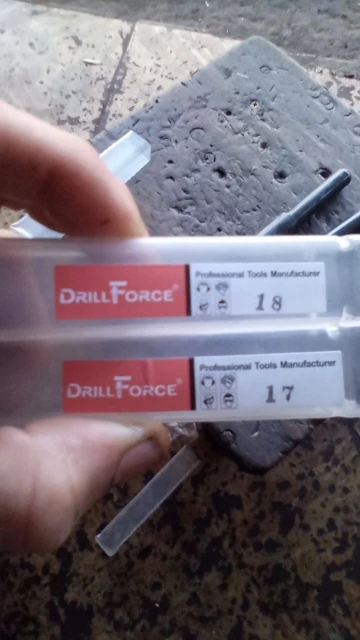 DRILLFORCE®
Professional Tools Manufacturer
18
DRILLFORCE®
Professional Tools Manufacturer
17